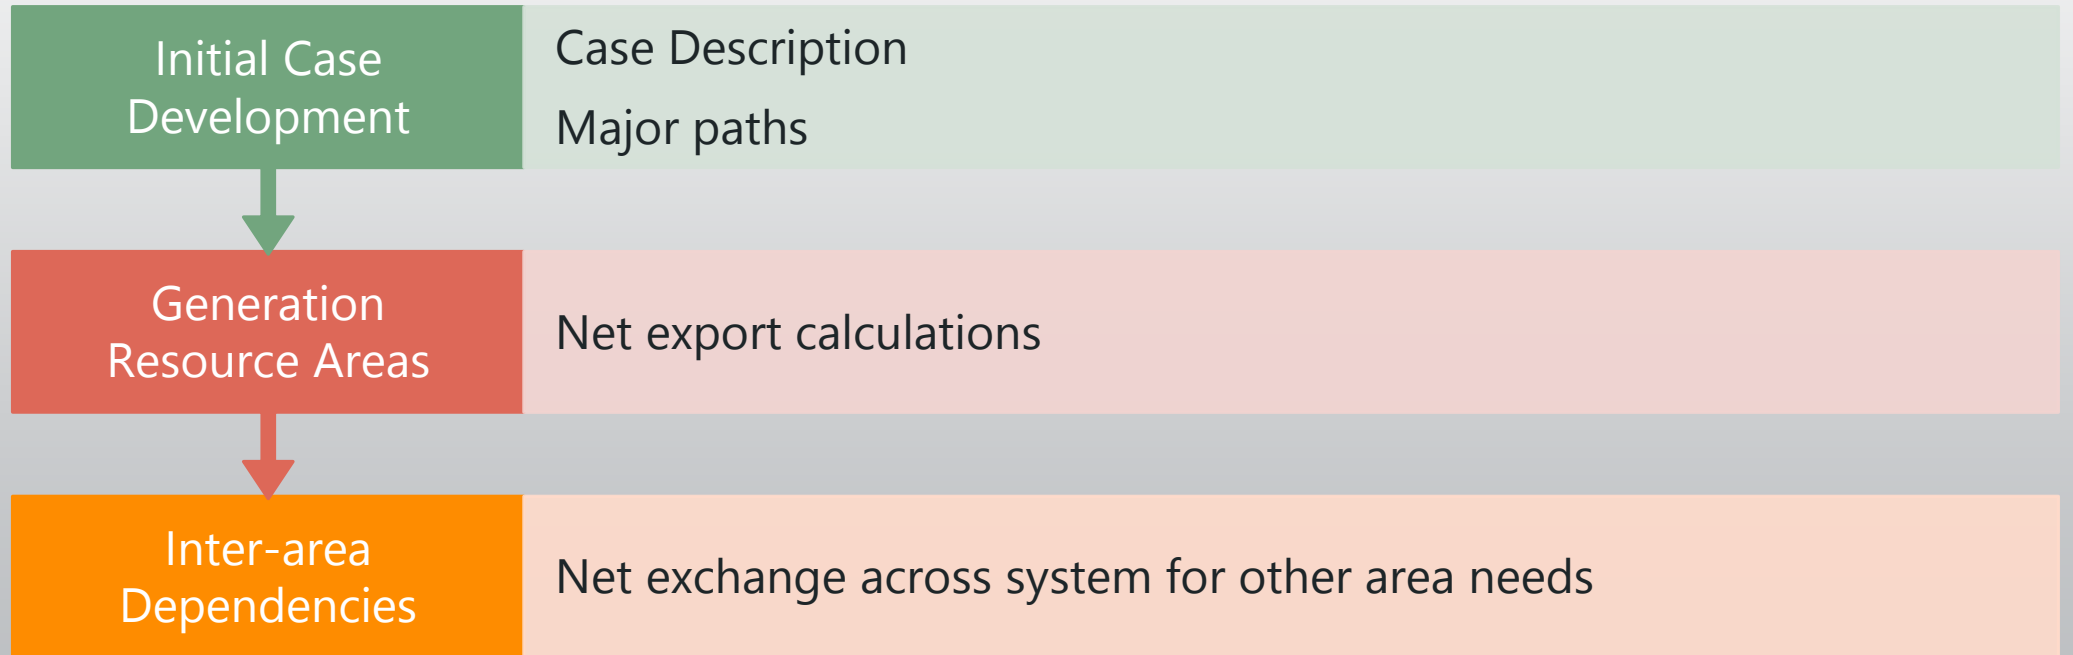 Initial Case
Development
Case Description
Major paths
Generation
Resource Areas
Net export calculations
Inter-area
Dependencies
Net exchange across system for other area needs